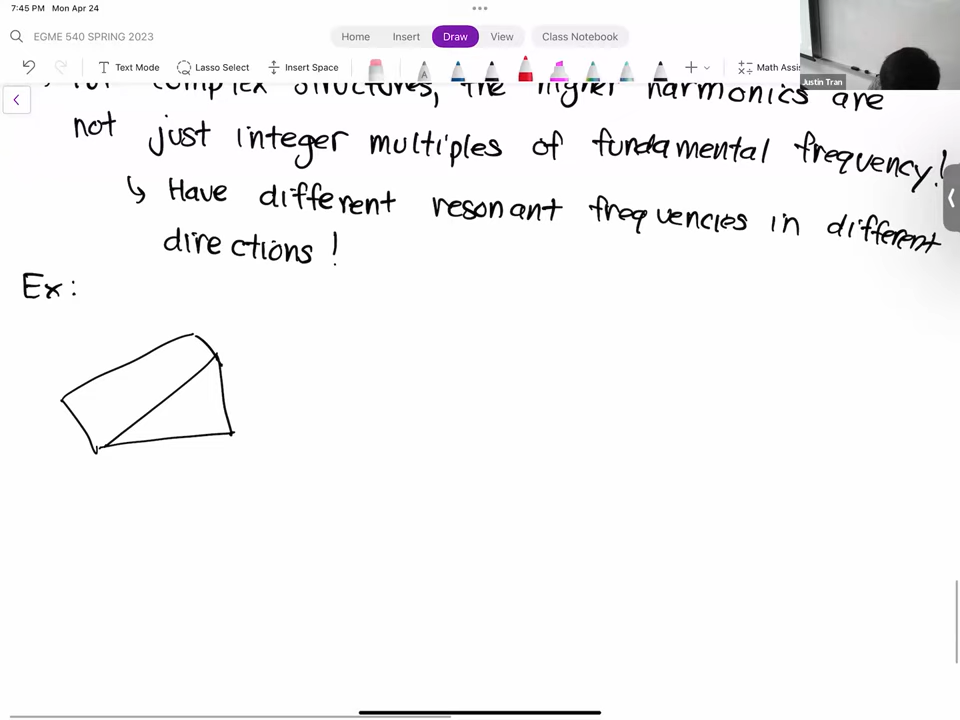 7:45 PM Mon Apr 24
EGME 540 SPRING 2023
Home Insert Draw View Class Notebook
Text Mode Lasso Select Insert Space Math Assis
Justin Tran
complex structures, the higher harmonics are
not just integer multiples of fundamental frequency!
↳ Have different resonant frequencies in different
directions!
Ex: